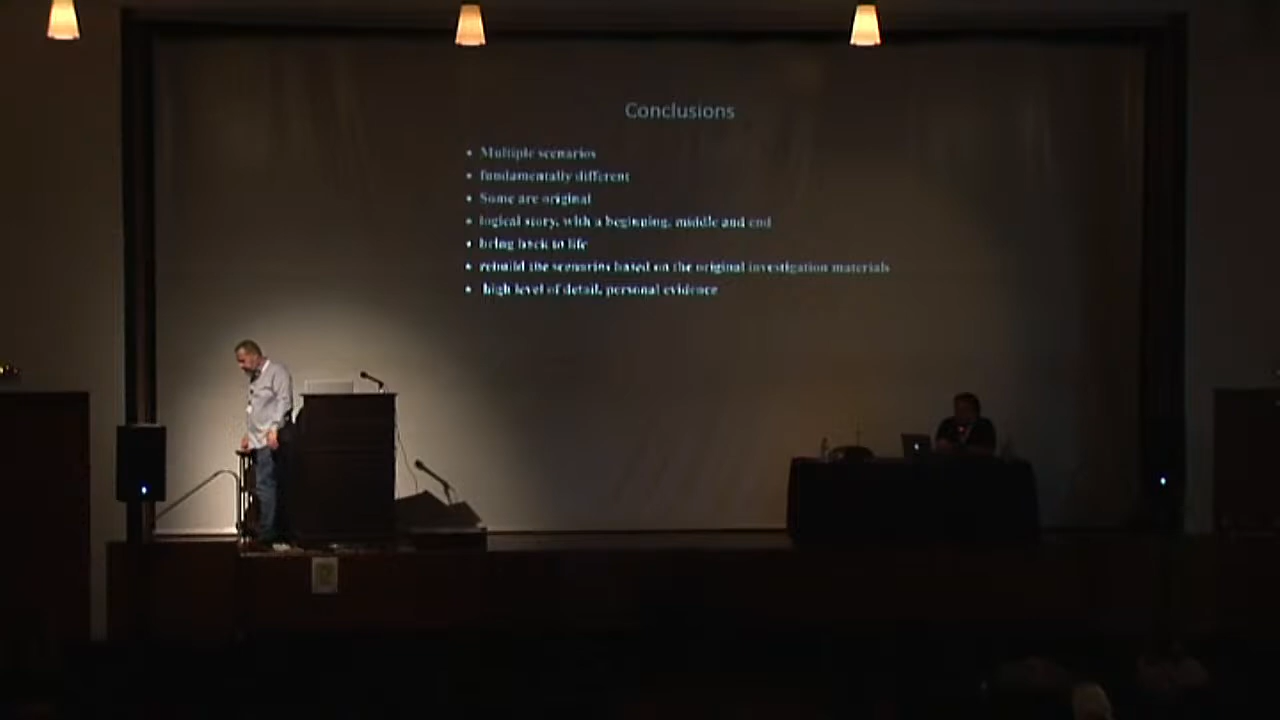 Conclusions
• Multiple scenarios
• fundamentally different
• Some are original
• logical story, with a beginning, middle and end
• bring back to life
• rebuild the scenarios based on the original investigation materials
• high level of detail, personal evidence